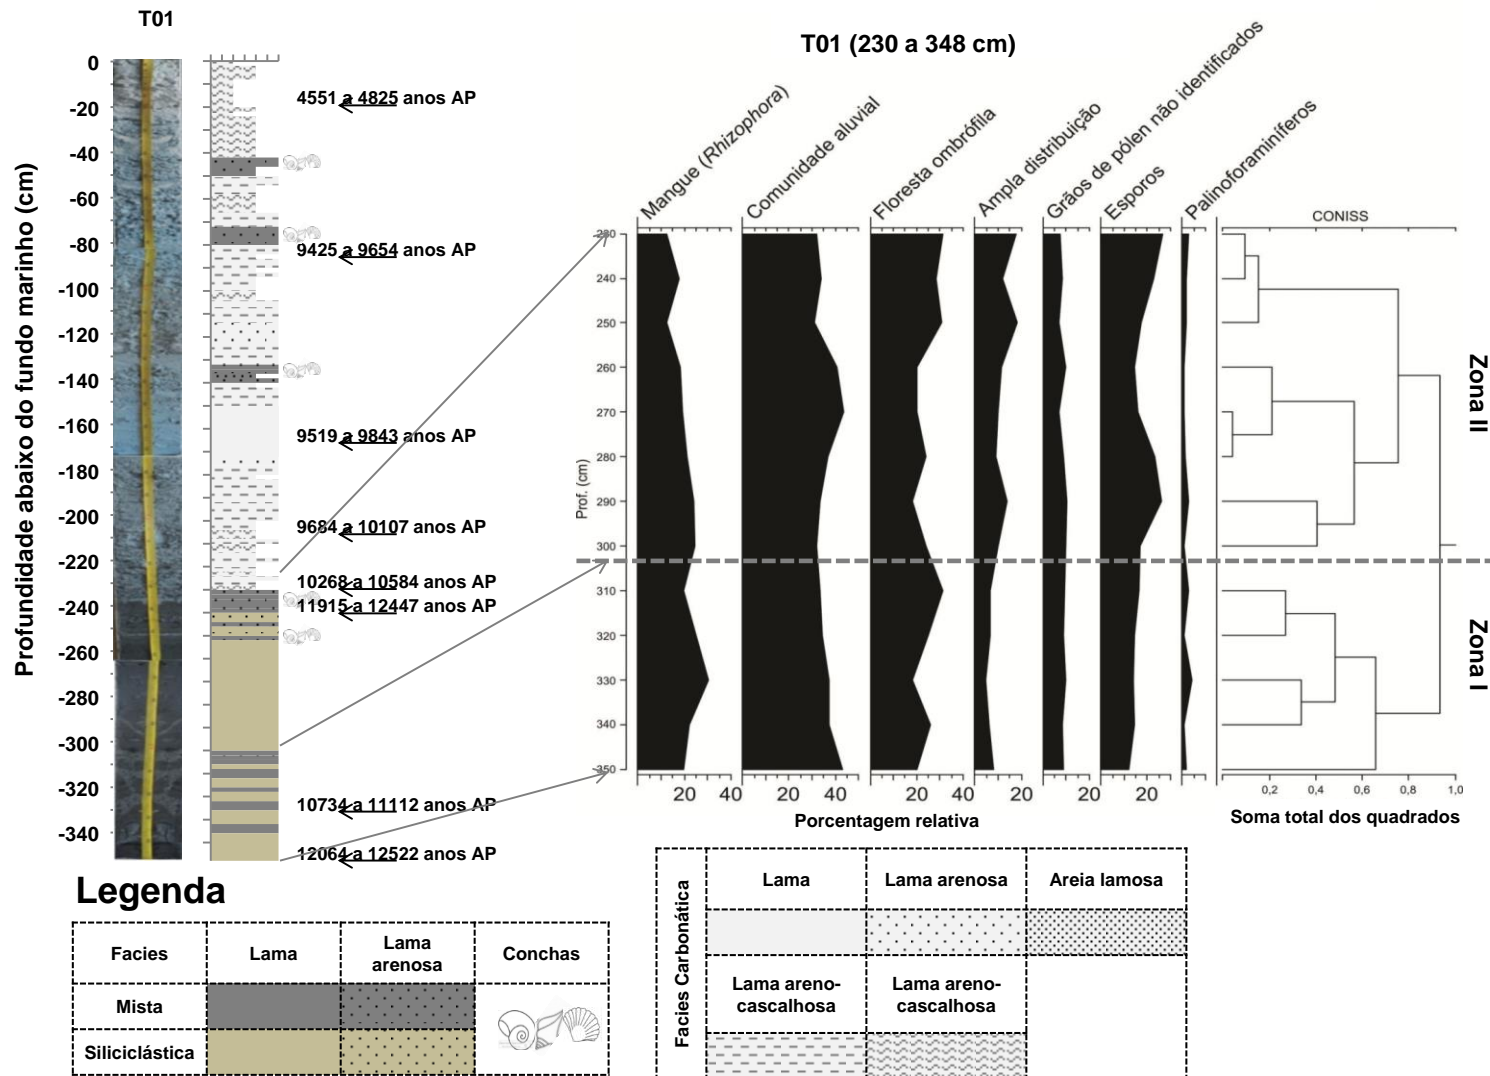 T01
T01 (230 a 348 cm)
Profundidade abaixo do fundo marinho (cm)
0
-20
-40
-60
-80
-100
-120
-140
-160
-180
-200
-220
-240
-260
-280
-300
-320
-340
4551 a 4825 anos AP
9425 a 9654 anos AP
9519 a 9843 anos AP
9684 a 10107 anos AP
10268 a 10584 anos AP
11915 a 12447 anos AP
10734 a 11112 anos AP
12064 a 12522 anos AP
Mangue (Rhizophora)
Comunidade aluvial
Floresta ombrófila
Ampla distribuição
Grãos de pólen não identificados
Esporos
Palinoforaminíferos
CONISS
Prof. (cm)
230
240
250
260
270
280
290
300
310
320
330
340
350
20 40 20 40 20 40 20 20 20
Porcentagem relativa
0,2 0,4 0,6 0,8 1,0
Soma total dos quadrados
Zona II
Zona I
Legenda
Facies Lama Lama arenosa Conchas
Mista
Siliciclástica
Facies Carbonática
Lama Lama arenosa Areia lamosa
Lama areno-cascalhosa Lama areno-cascalhosa